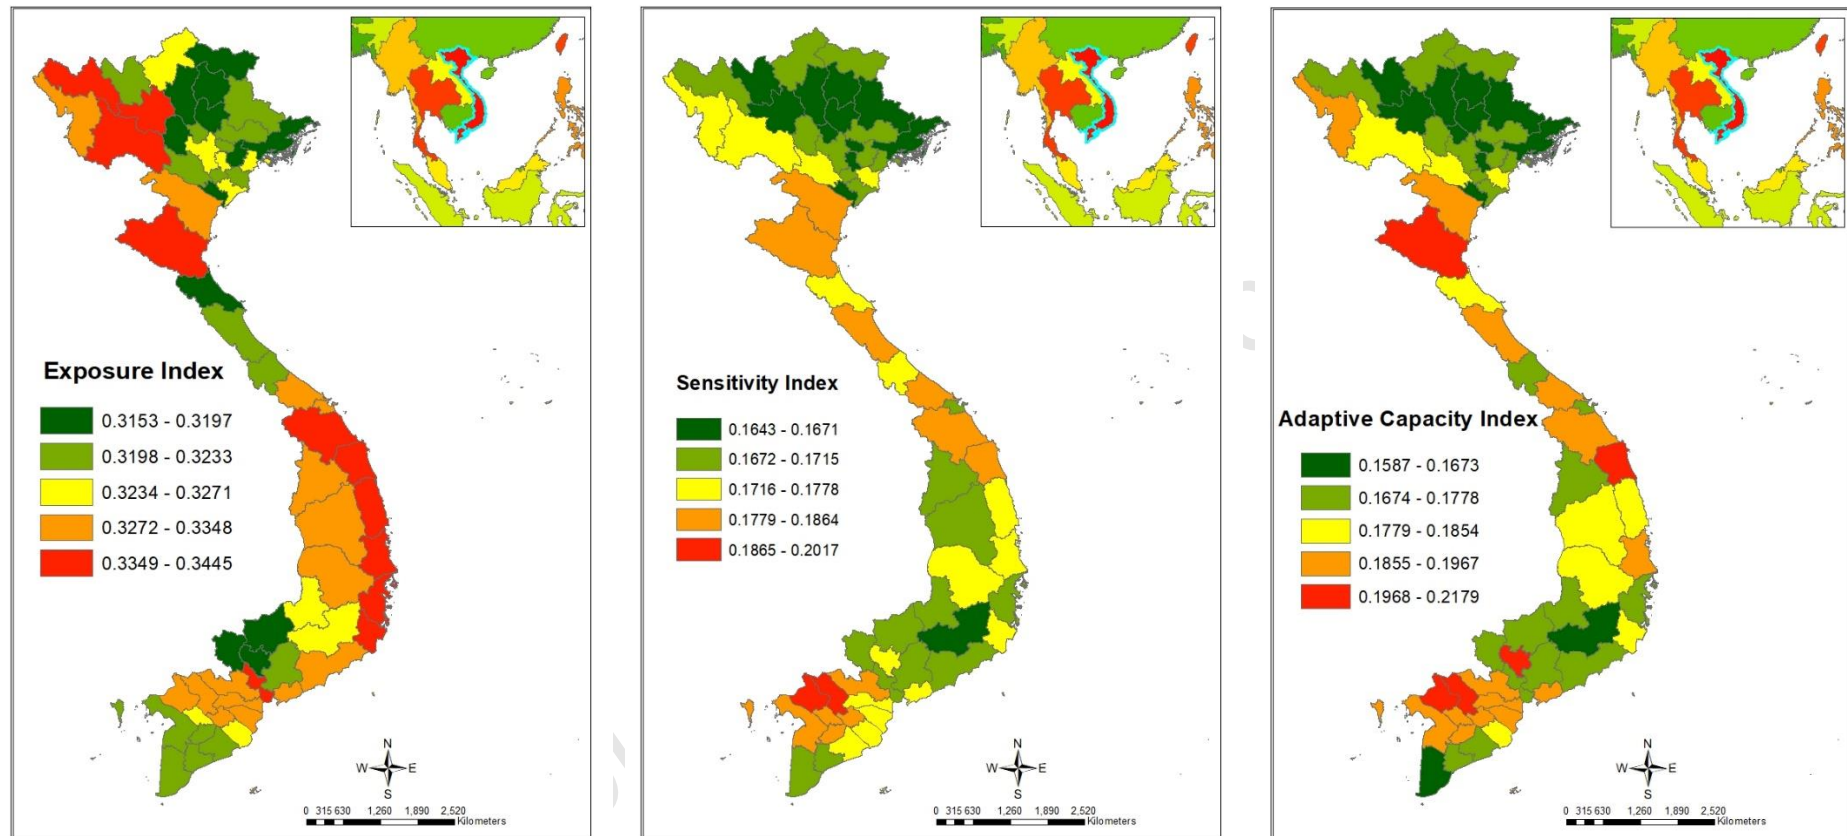 Exposure Index
0.3153 - 0.3197
0.3198 - 0.3233
0.3234 - 0.3271
0.3272 - 0.3348
0.3349 - 0.3445
N
W E
S
0 315 630 1,260 1,890 2,520
Kilometers
Sensitivity Index
0.1643 - 0.1671
0.1672 - 0.1715
0.1716 - 0.1778
0.1779 - 0.1864
0.1865 - 0.2017
N
W E
S
0 315 630 1,260 1,890 2,520
Kilometers
Adaptive Capacity Index
0.1587 - 0.1673
0.1674 - 0.1778
0.1779 - 0.1854
0.1855 - 0.1967
0.1968 - 0.2179
N
W E
S
0 315 630 1,260 1,890 2,520
Kilometers